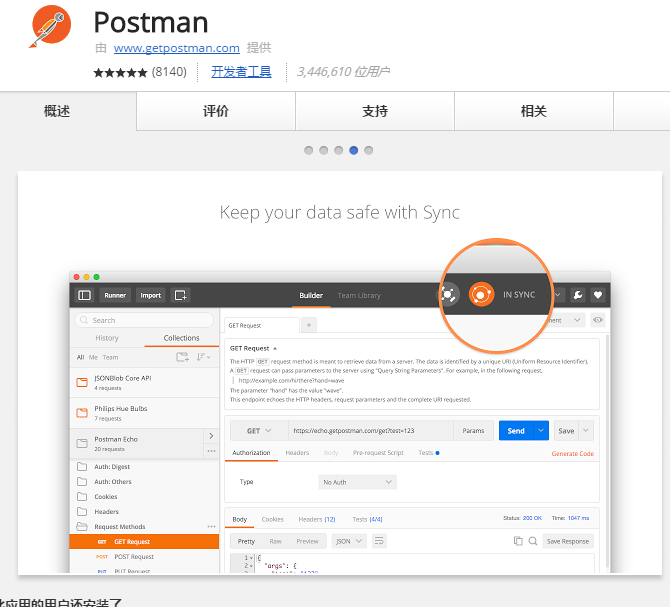 Postman
由 www.getpostman.com 提供
★★★★★ (8140) 开发者工具 3,446,610 位用户
概述 评价 支持 相关
Keep your data safe with Sync
Runner Import Builder Team Library IN SYNC
Search
History Collections
All Me Team
JSONBlob Core API
4 requests
Philips Hue Bulbs
7 requests
Postman Echo
20 requests
Auth: Digest
Auth: Others
Cookies
Headers
Request Methods
GET GET Request
POST POST Request
PUT PUT Request
GET Request +
GET Request
The HTTP GET request method is meant to retrieve data from a server. The data is identified by a unique URI (Uniform Resource Identifier).
A GET request can pass parameters to the server using "Query String Parameters". For example, in the following request,
http://example.com/hi/there?hand=wave
The parameter "hand" has the value "wave".
This endpoint echoes the HTTP headers, request parameters and the complete URI requested.
GET https://echo.getpostman.com/get?test=123 Params Send Save
Authorization Headers Body Pre-request Script Tests Generate Code
Type No Auth
Body Cookies Headers (12) Tests (4/4) Status: 200 OK Time: 1047 ms
Pretty Raw Preview JSON Save Response
1 {
2 "args": {
此应用的用户还安装了